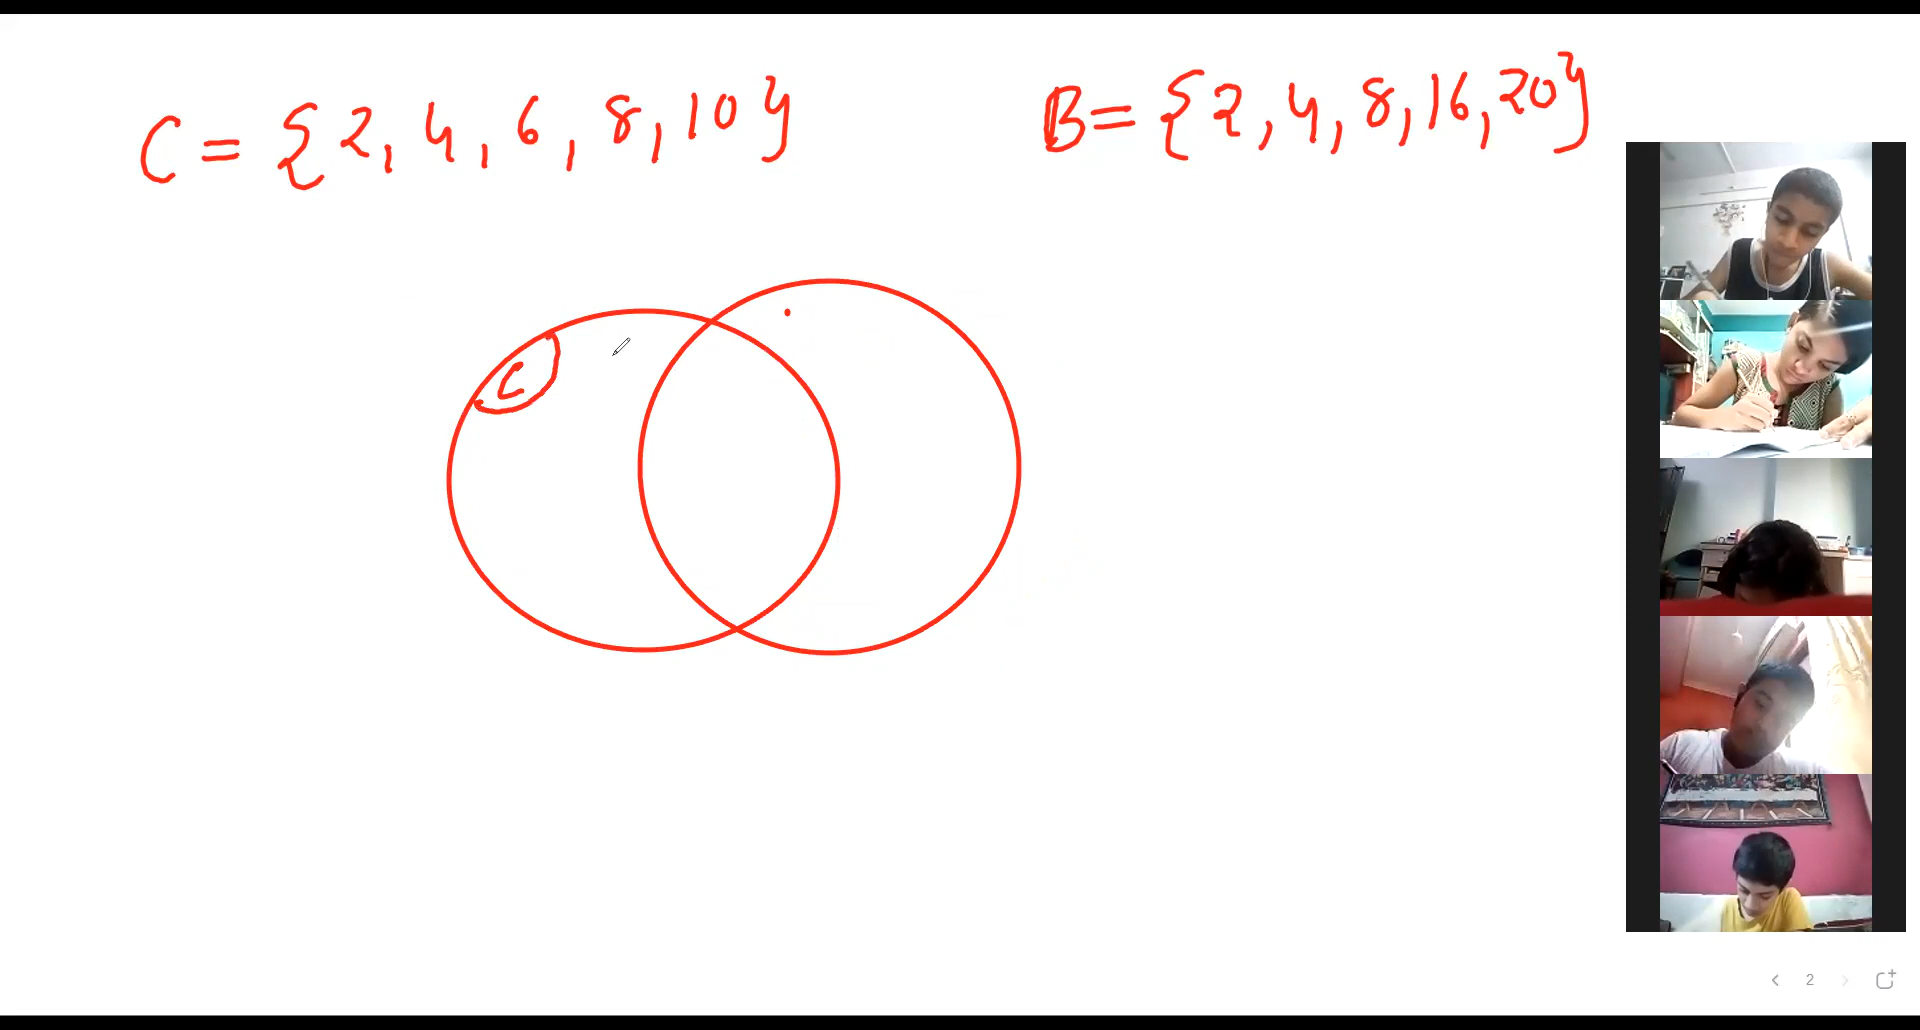 C = {2, 4, 6, 8, 10}
B = {2, 4, 8, 16, 20}
C
2